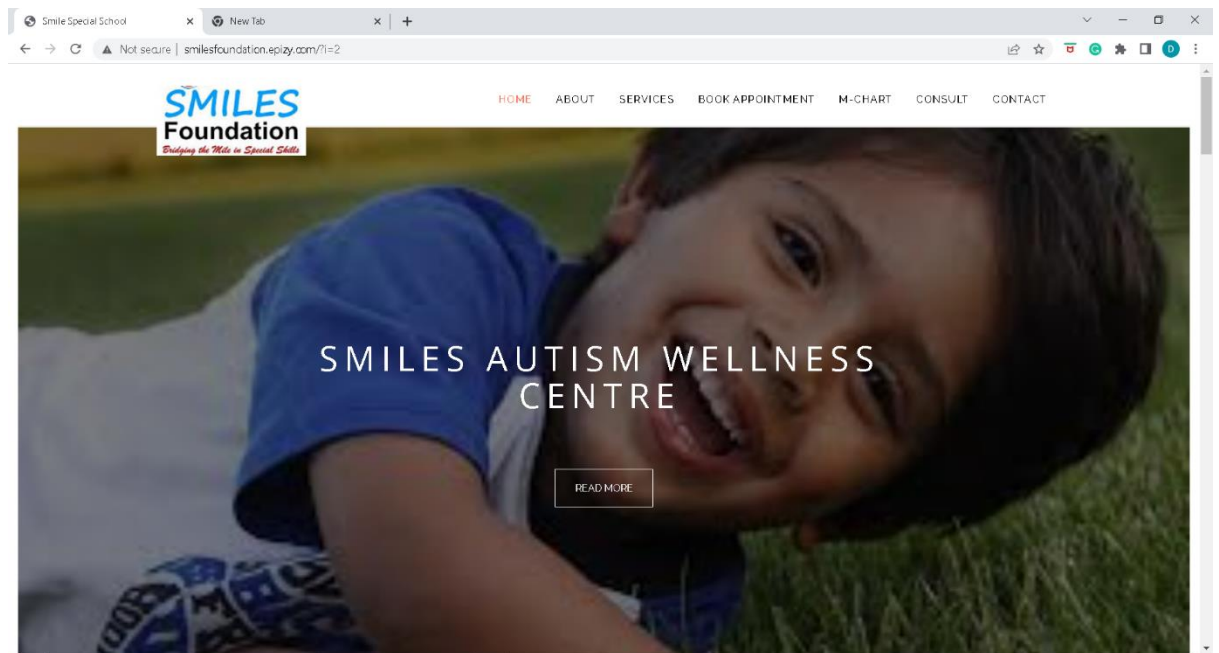 Smile Special School
New Tab
Not secure | smilesfoundation.epizy.com/?i=2
D
SMILES
Foundation
Bridging the Mile in Special Skills
HOME ABOUT SERVICES BOOK APPOINTMENT M-CHART CONSULT CONTACT
SMILES AUTISM WELLNESS
CENTRE
READ MORE